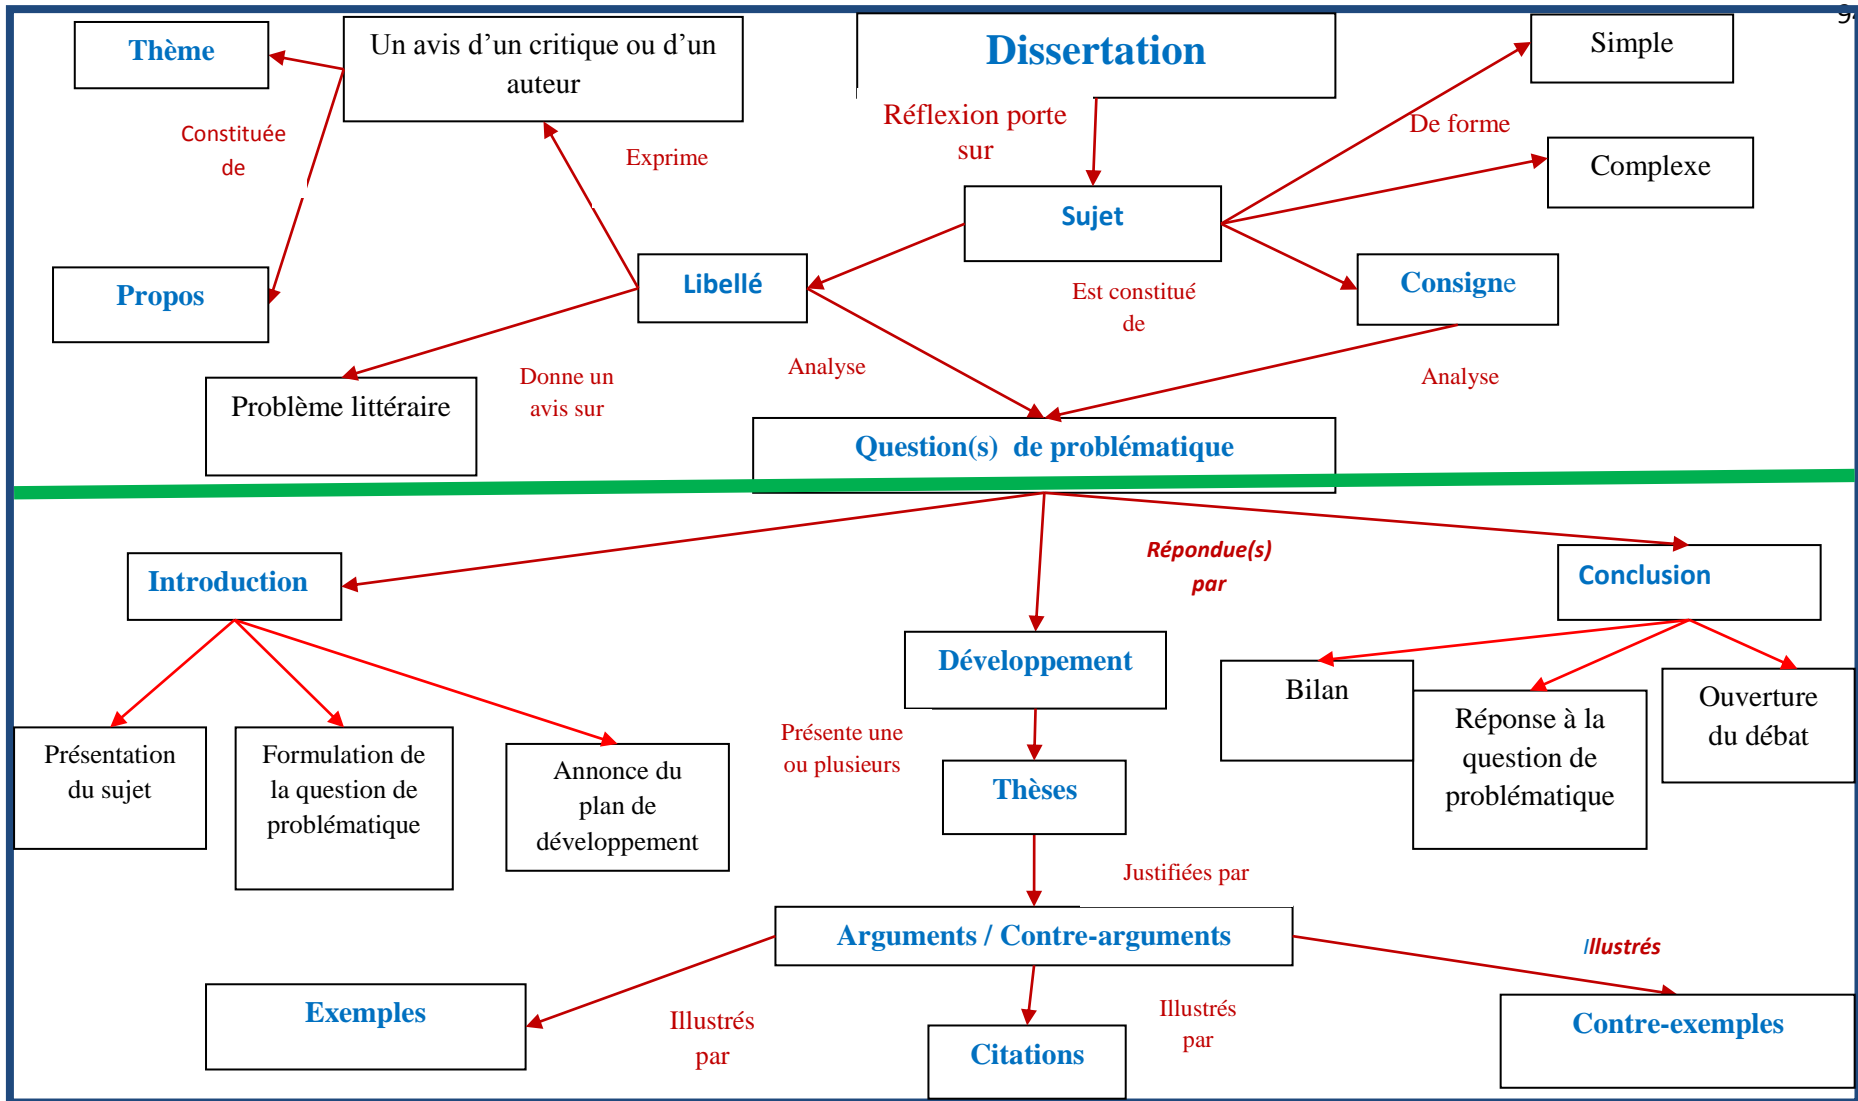 94
Thème
Un avis d’un critique ou d’un
auteur
Dissertation
Simple
Constituée
de
Exprime
Réflexion porte
sur
De forme
Complexe
Sujet
Propos
Libellé
Est constitué
de
Consigne
Problème littéraire
Donne un
avis sur
Analyse
Analyse
Question(s)  de problématique
Introduction
Répondue(s)
par
Conclusion
Développement
Bilan
Réponse à la
question de
problématique
Ouverture
du débat
Présentation
du sujet
Formulation de
la question de
problématique
Annonce du
plan de
développement
Présente une
ou plusieurs
Thèses
Justifiées par
Arguments / Contre-arguments
Illustrés
Exemples
Illustrés
par
Citations
Illustrés
par
Contre-exemples